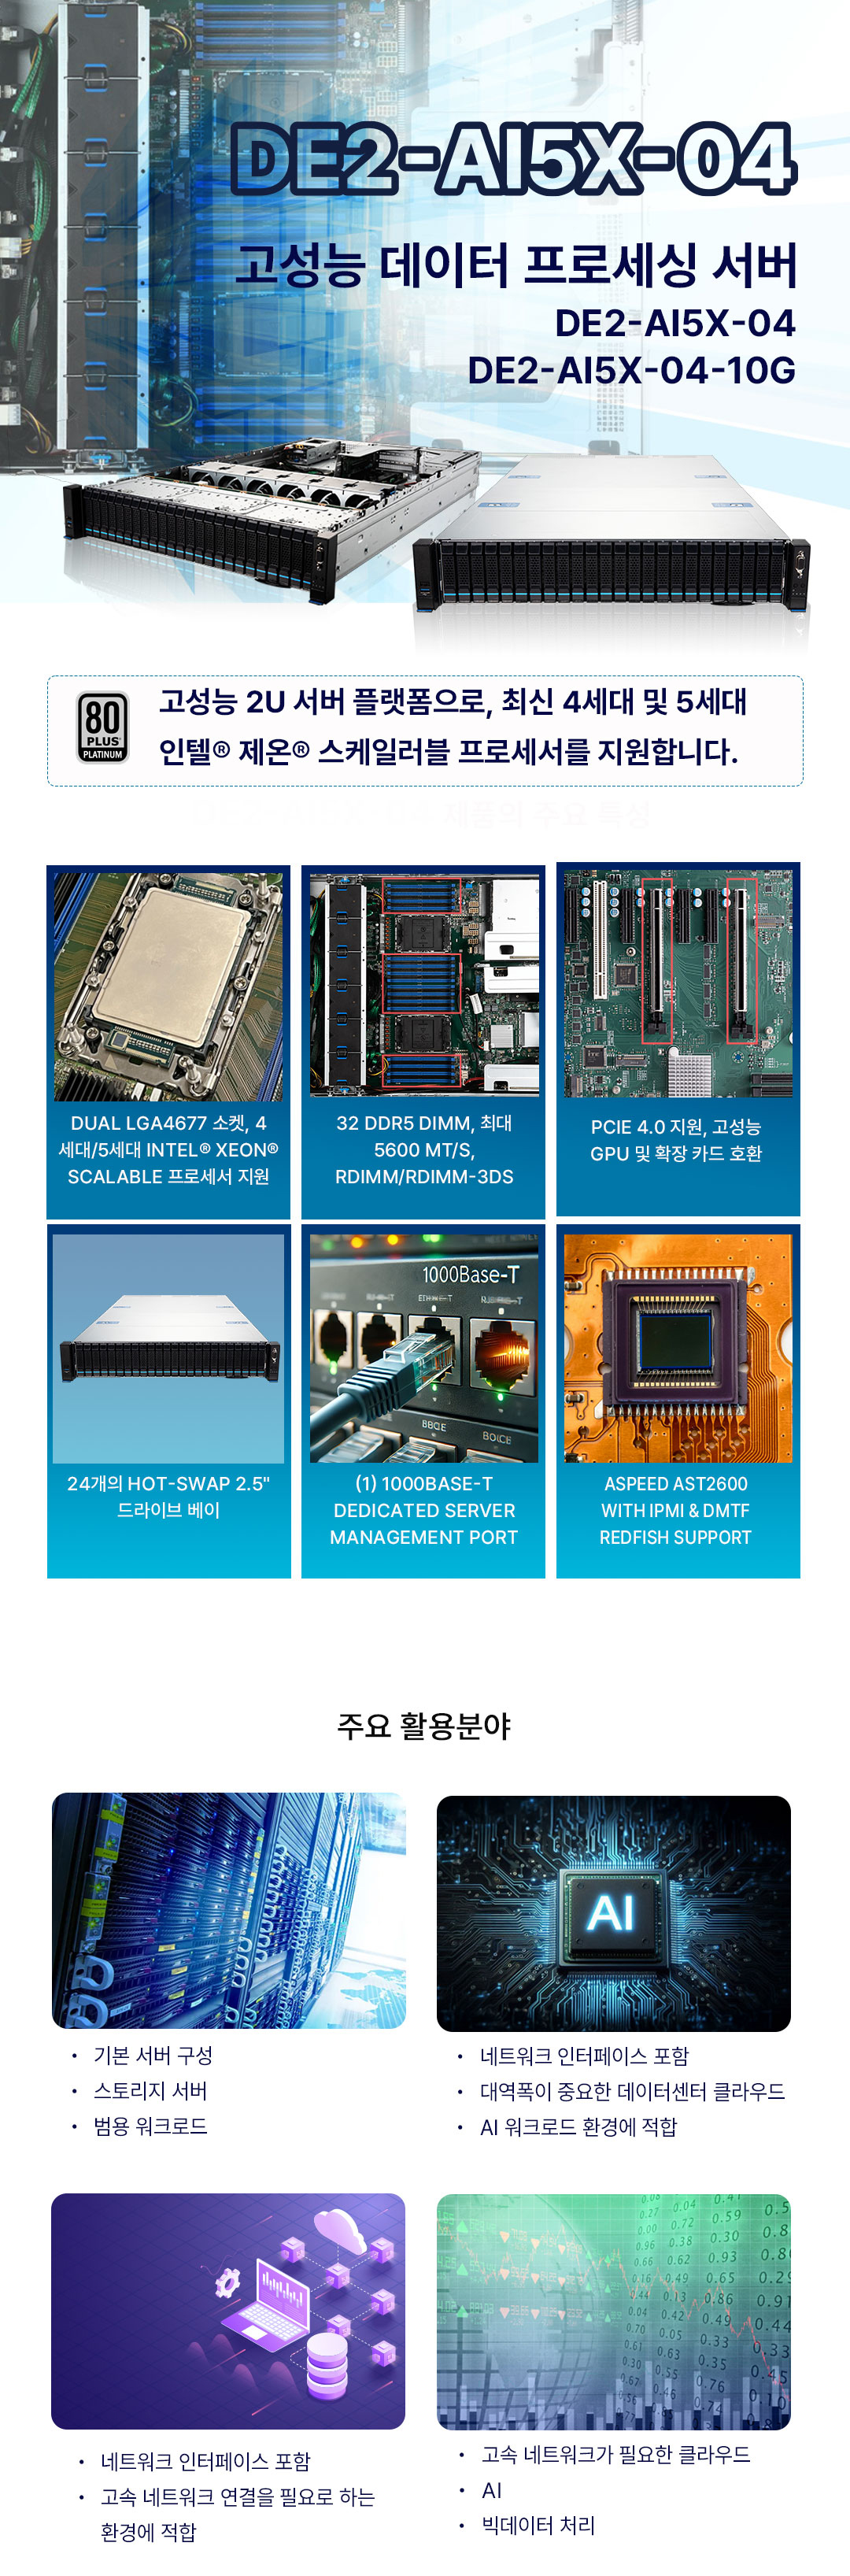 DE2-AI5X-04
고성능 데이터 프로세싱 서버
DE2-AI5X-04
DE2-AI5X-04-10G
80
PLUS
PLATINUM
고성능 2U 서버 플랫폼으로, 최신 4세대 및 5세대
인텔® 제온® 스케일러블 프로세서를 지원합니다.
제품의 주요 특성
DUAL LGA4677 소켓, 4
세대/5세대 INTEL® XEON®
SCALABLE 프로세서 지원
32 DDR5 DIMM, 최대
5600 MT/S,
RDIMM/RDIMM-3DS
PCIE 4.0 지원, 고성능
GPU 및 확장 카드 호환
1000Base-T
24개의 HOT-SWAP 2.5"
드라이브 베이
(1) 1000BASE-T
DEDICATED SERVER
MANAGEMENT PORT
ASPEED AST2600
WITH IPMI & DMTF
REDFISH SUPPORT
주요 활용분야
AI
• 기본 서버 구성
• 스토리지 서버
• 범용 워크로드
• 네트워크 인터페이스 포함
• 대역폭이 중요한 데이터센터 클라우드
• AI 워크로드 환경에 적합
• 네트워크 인터페이스 포함
• 고속 네트워크 연결을 필요로 하는
환경에 적합
• 고속 네트워크가 필요한 클라우드
• AI
• 빅데이터 처리